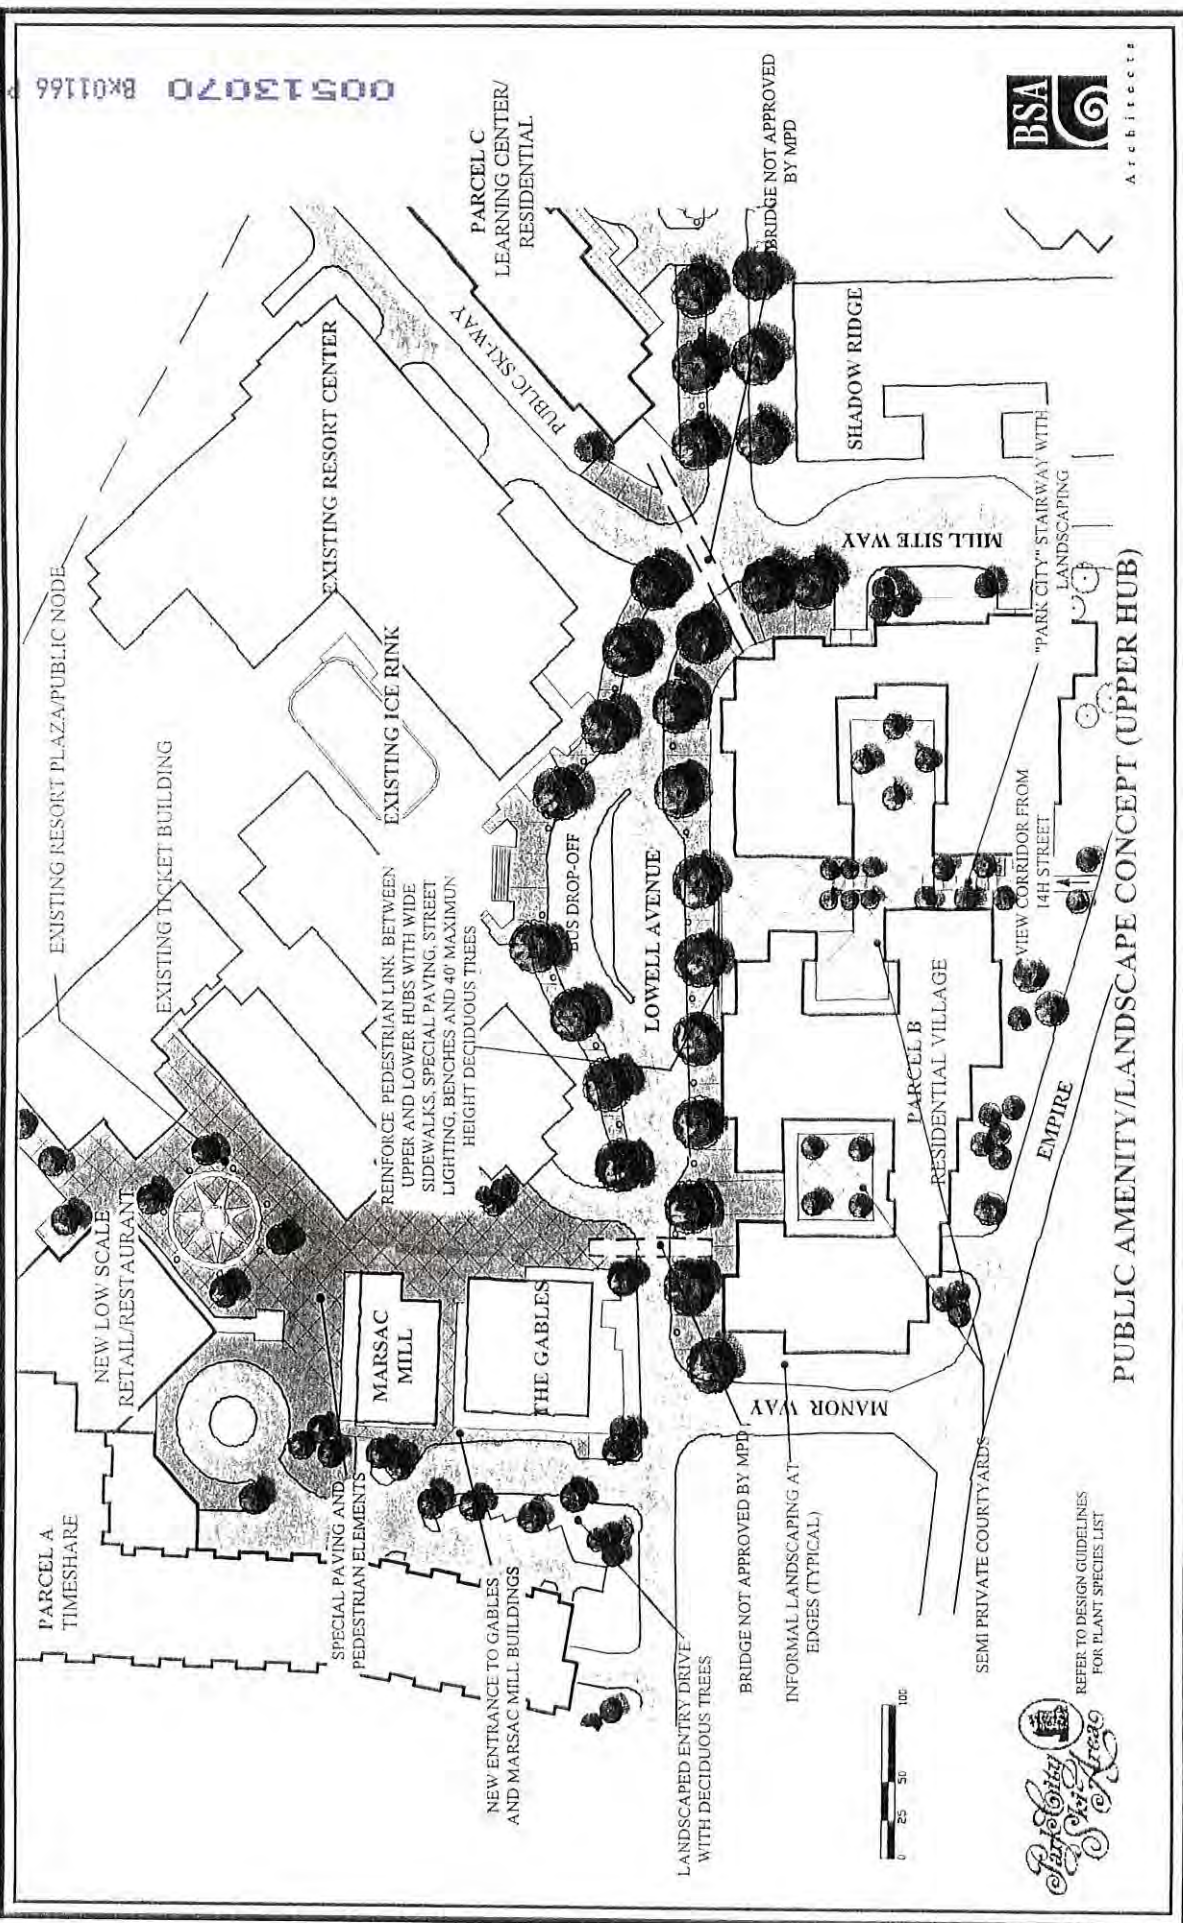 00513070 BK01166 P
PARCEL A
TIMESHARE
NEW LOW SCALE
RETAIL/RESTAURANT
EXISTING RESORT PLAZA/PUBLIC NODE
EXISTING TICKET BUILDING
EXISTING RESORT CENTER
EXISTING ICE RINK
PUBLIC SKI-WAY
PARCEL C
LEARNING CENTER/
RESIDENTIAL
BRIDGE NOT APPROVED
BY MPD
BSA
Architects
SPECIAL PAVING AND
PEDESTRIAN ELEMENTS
MARSAC
MILL
THE GABLES
REINFORCE PEDESTRIAN LINK BETWEEN
UPPER AND LOWER HUBS WITH WIDE
SIDEWALKS, SPECIAL PAVING, STREET
LIGHTING, BENCHES AND 40' MAXIMUN
HEIGHT DECIDUOUS TREES
BUS DROP-OFF
LOWELL AVENUE
SHADOW RIDGE
MILL SITE WAY
"PARK CITY" STAIRWAY WITH
LANDSCAPING
NEW ENTRANCE TO GABLES
AND MARSAC MILL BUILDINGS
LANDSCAPED ENTRY DRIVE
WITH DECIDUOUS TREES
BRIDGE NOT APPROVED BY MPD
INFORMAL LANDSCAPING AT
EDGES (TYPICAL)
MANOR WAY
PARCEL B
RESIDENTIAL VILLAGE
VIEW CORRIDOR FROM
14H STREET
EMPIRE
SEMI PRIVATE COURTYARDS
0 25 50 100
Park City
Ski Area
REFER TO DESIGN GUIDELINES
FOR PLANT SPECIES LIST
PUBLIC AMENITY/LANDSCAPE CONCEPT (UPPER HUB)